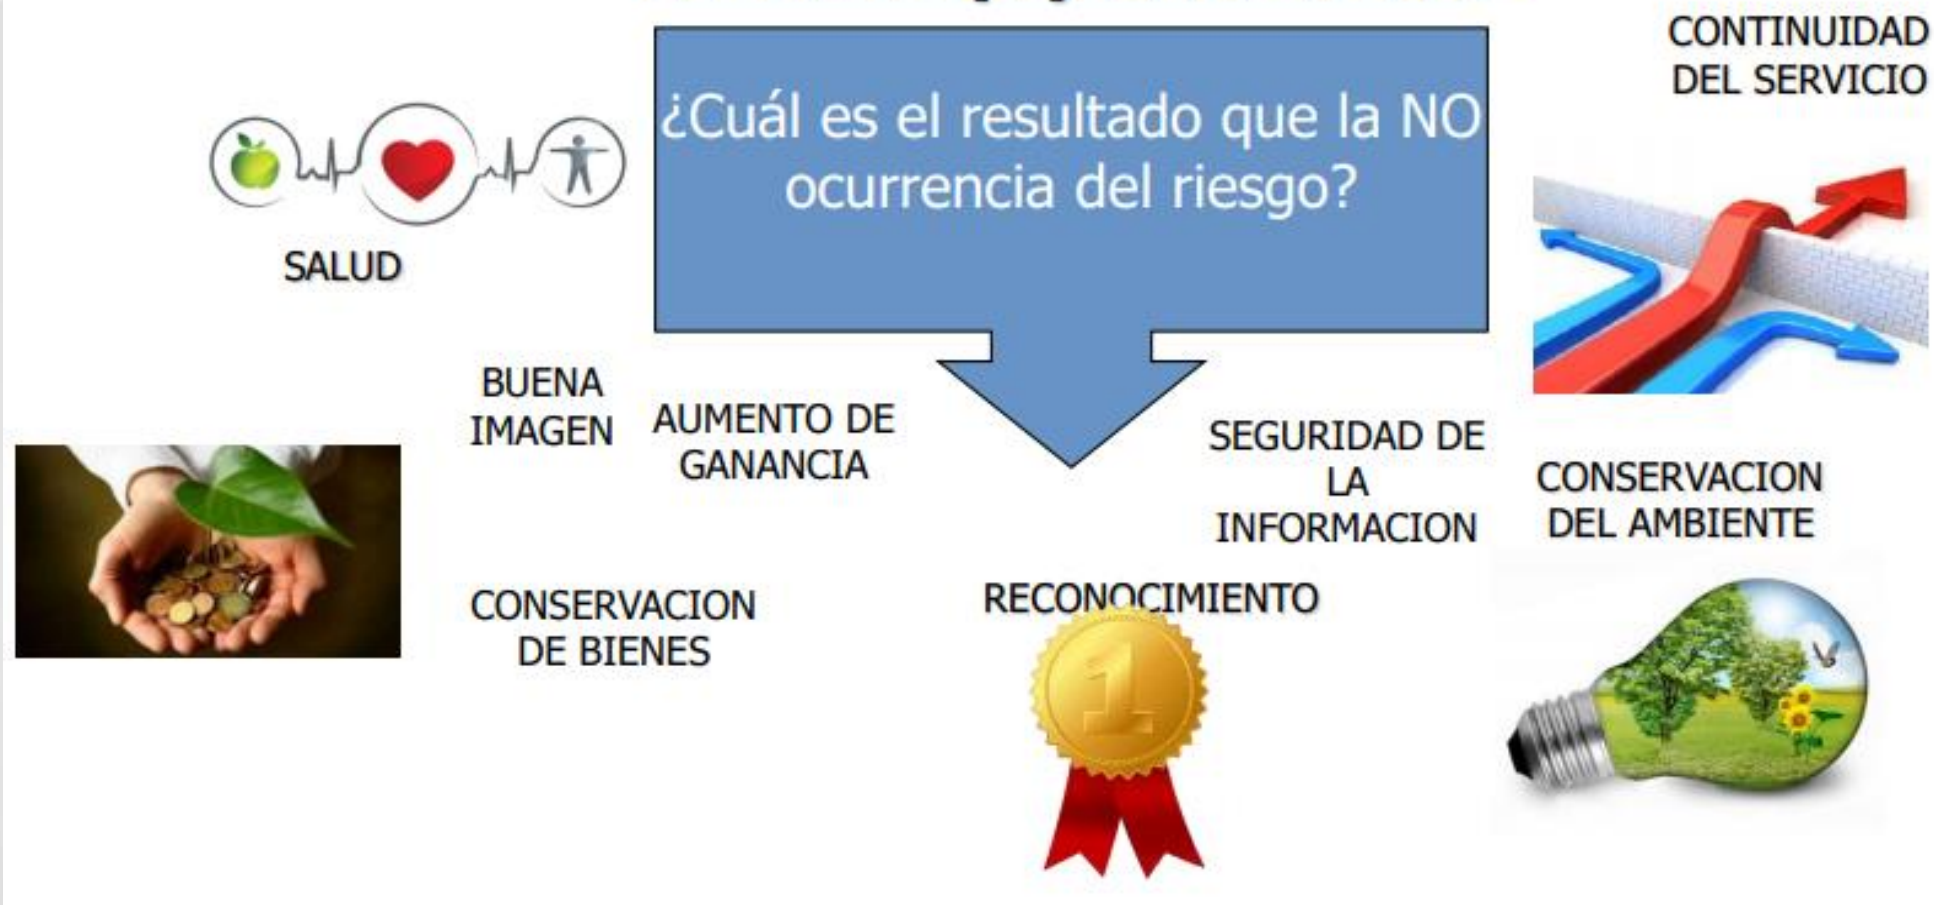 CONTINUIDAD
DEL SERVICIO
¿Cuál es el resultado que la NO
ocurrencia del riesgo?
SALUD
BUENA
IMAGEN
AUMENTO DE
GANANCIA
SEGURIDAD DE
LA
INFORMACION
CONSERVACION
DEL AMBIENTE
CONSERVACION
DE BIENES
RECONOCIMIENTO
1